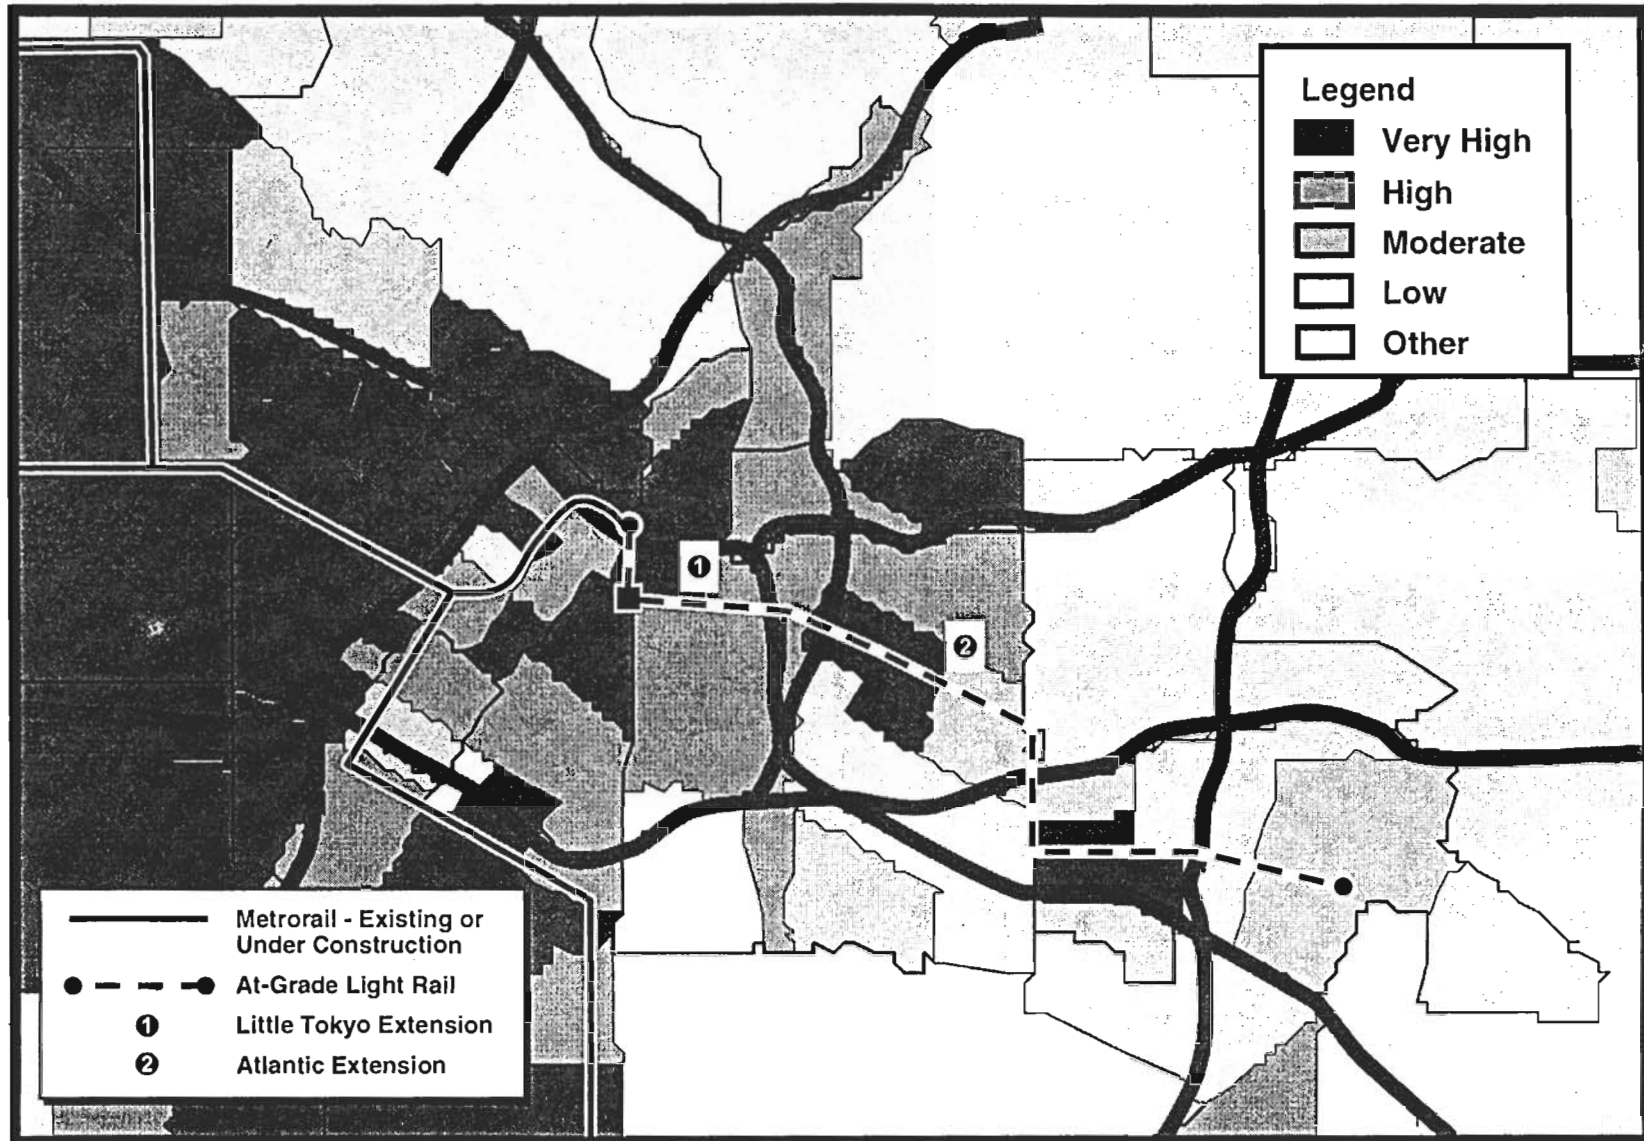 Legend
Very High
High
Moderate
Low
Other
1
2
Metrorail - Existing or
Under Construction
At-Grade Light Rail
1 Little Tokyo Extension
2 Atlantic Extension